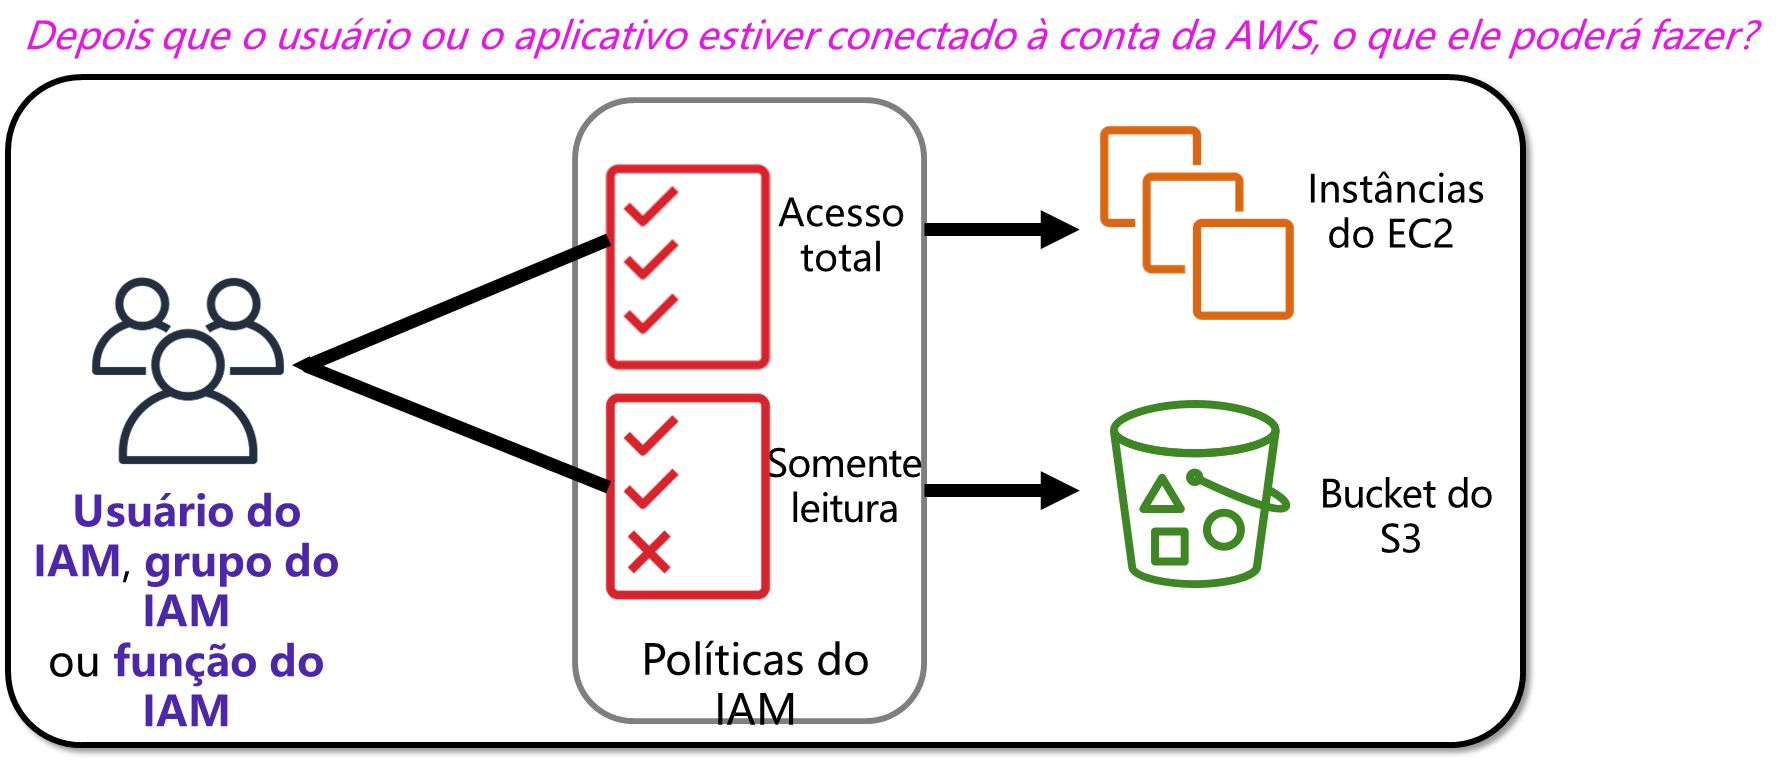 Depois que o usuário ou o aplicativo estiver conectado à conta da AWS, o que ele poderá fazer?
Usuário do
IAM, grupo do
IAM
ou função do
IAM
Acesso
total
Somente
leitura
Políticas do
IAM
Instâncias
do EC2
Bucket do
S3